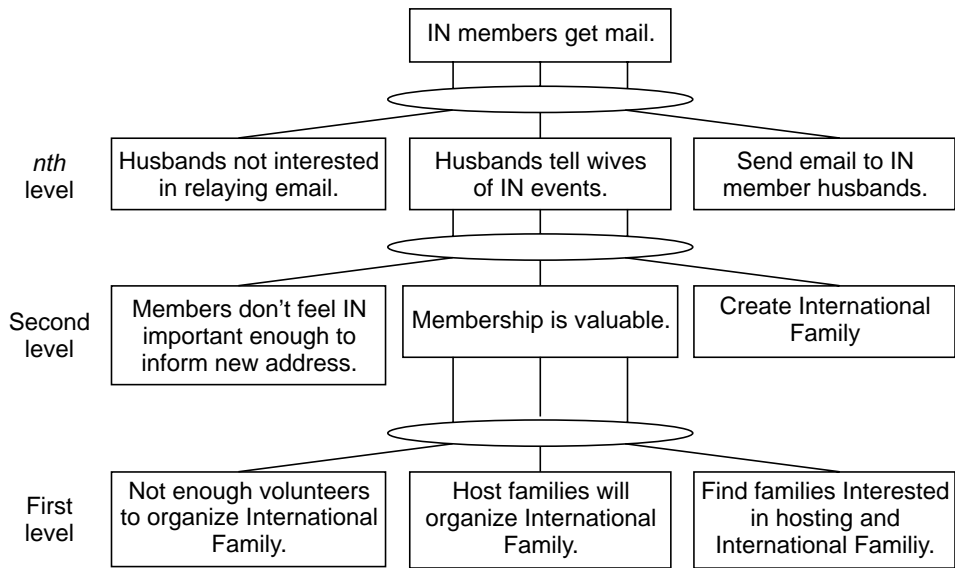 IN members get mail.
nth
level
Husbands not interested
in relaying email.
Husbands tell wives
of IN events.
Send email to IN
member husbands.
Second
level
Members don’t feel IN
important enough to
inform new address.
Membership is valuable.
Create International
Family
First
level
Not enough volunteers
to organize International
Family.
Host families will
organize International
Family.
Find families Interested
in hosting and
International Familiy.